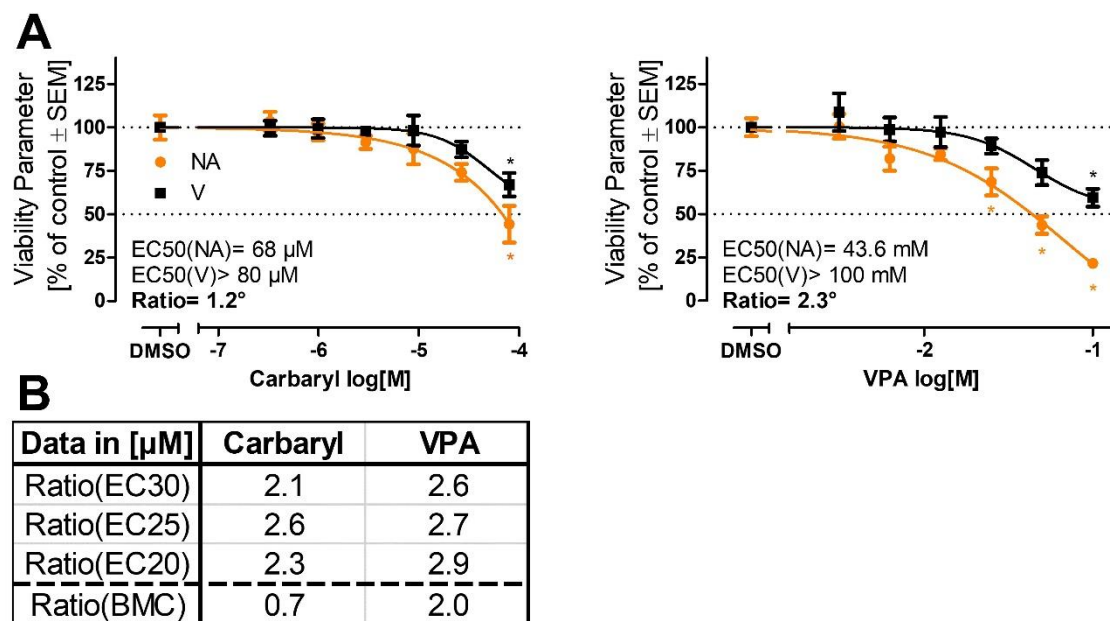 A
Viability Parameter
[% of control ± SEM]
125
100
75
50
25
0
NA
V
*
*
EC50(NA)= 68 µM
EC50(V)> 80 µM
Ratio= 1.2°
DMSO
-7
-6
-5
-4
Carbaryl log[M]
Viability Parameter
[% of control ± SEM]
125
100
75
50
25
0
*
*
*
*
EC50(NA)= 43.6 mM
EC50(V)> 100 mM
Ratio= 2.3°
DMSO
-2
-1
VPA log[M]
B
Data in [µM] Carbaryl VPA
Ratio(EC30) 2.1 2.6
Ratio(EC25) 2.6 2.7
Ratio(EC20) 2.3 2.9
Ratio(BMC) 0.7 2.0